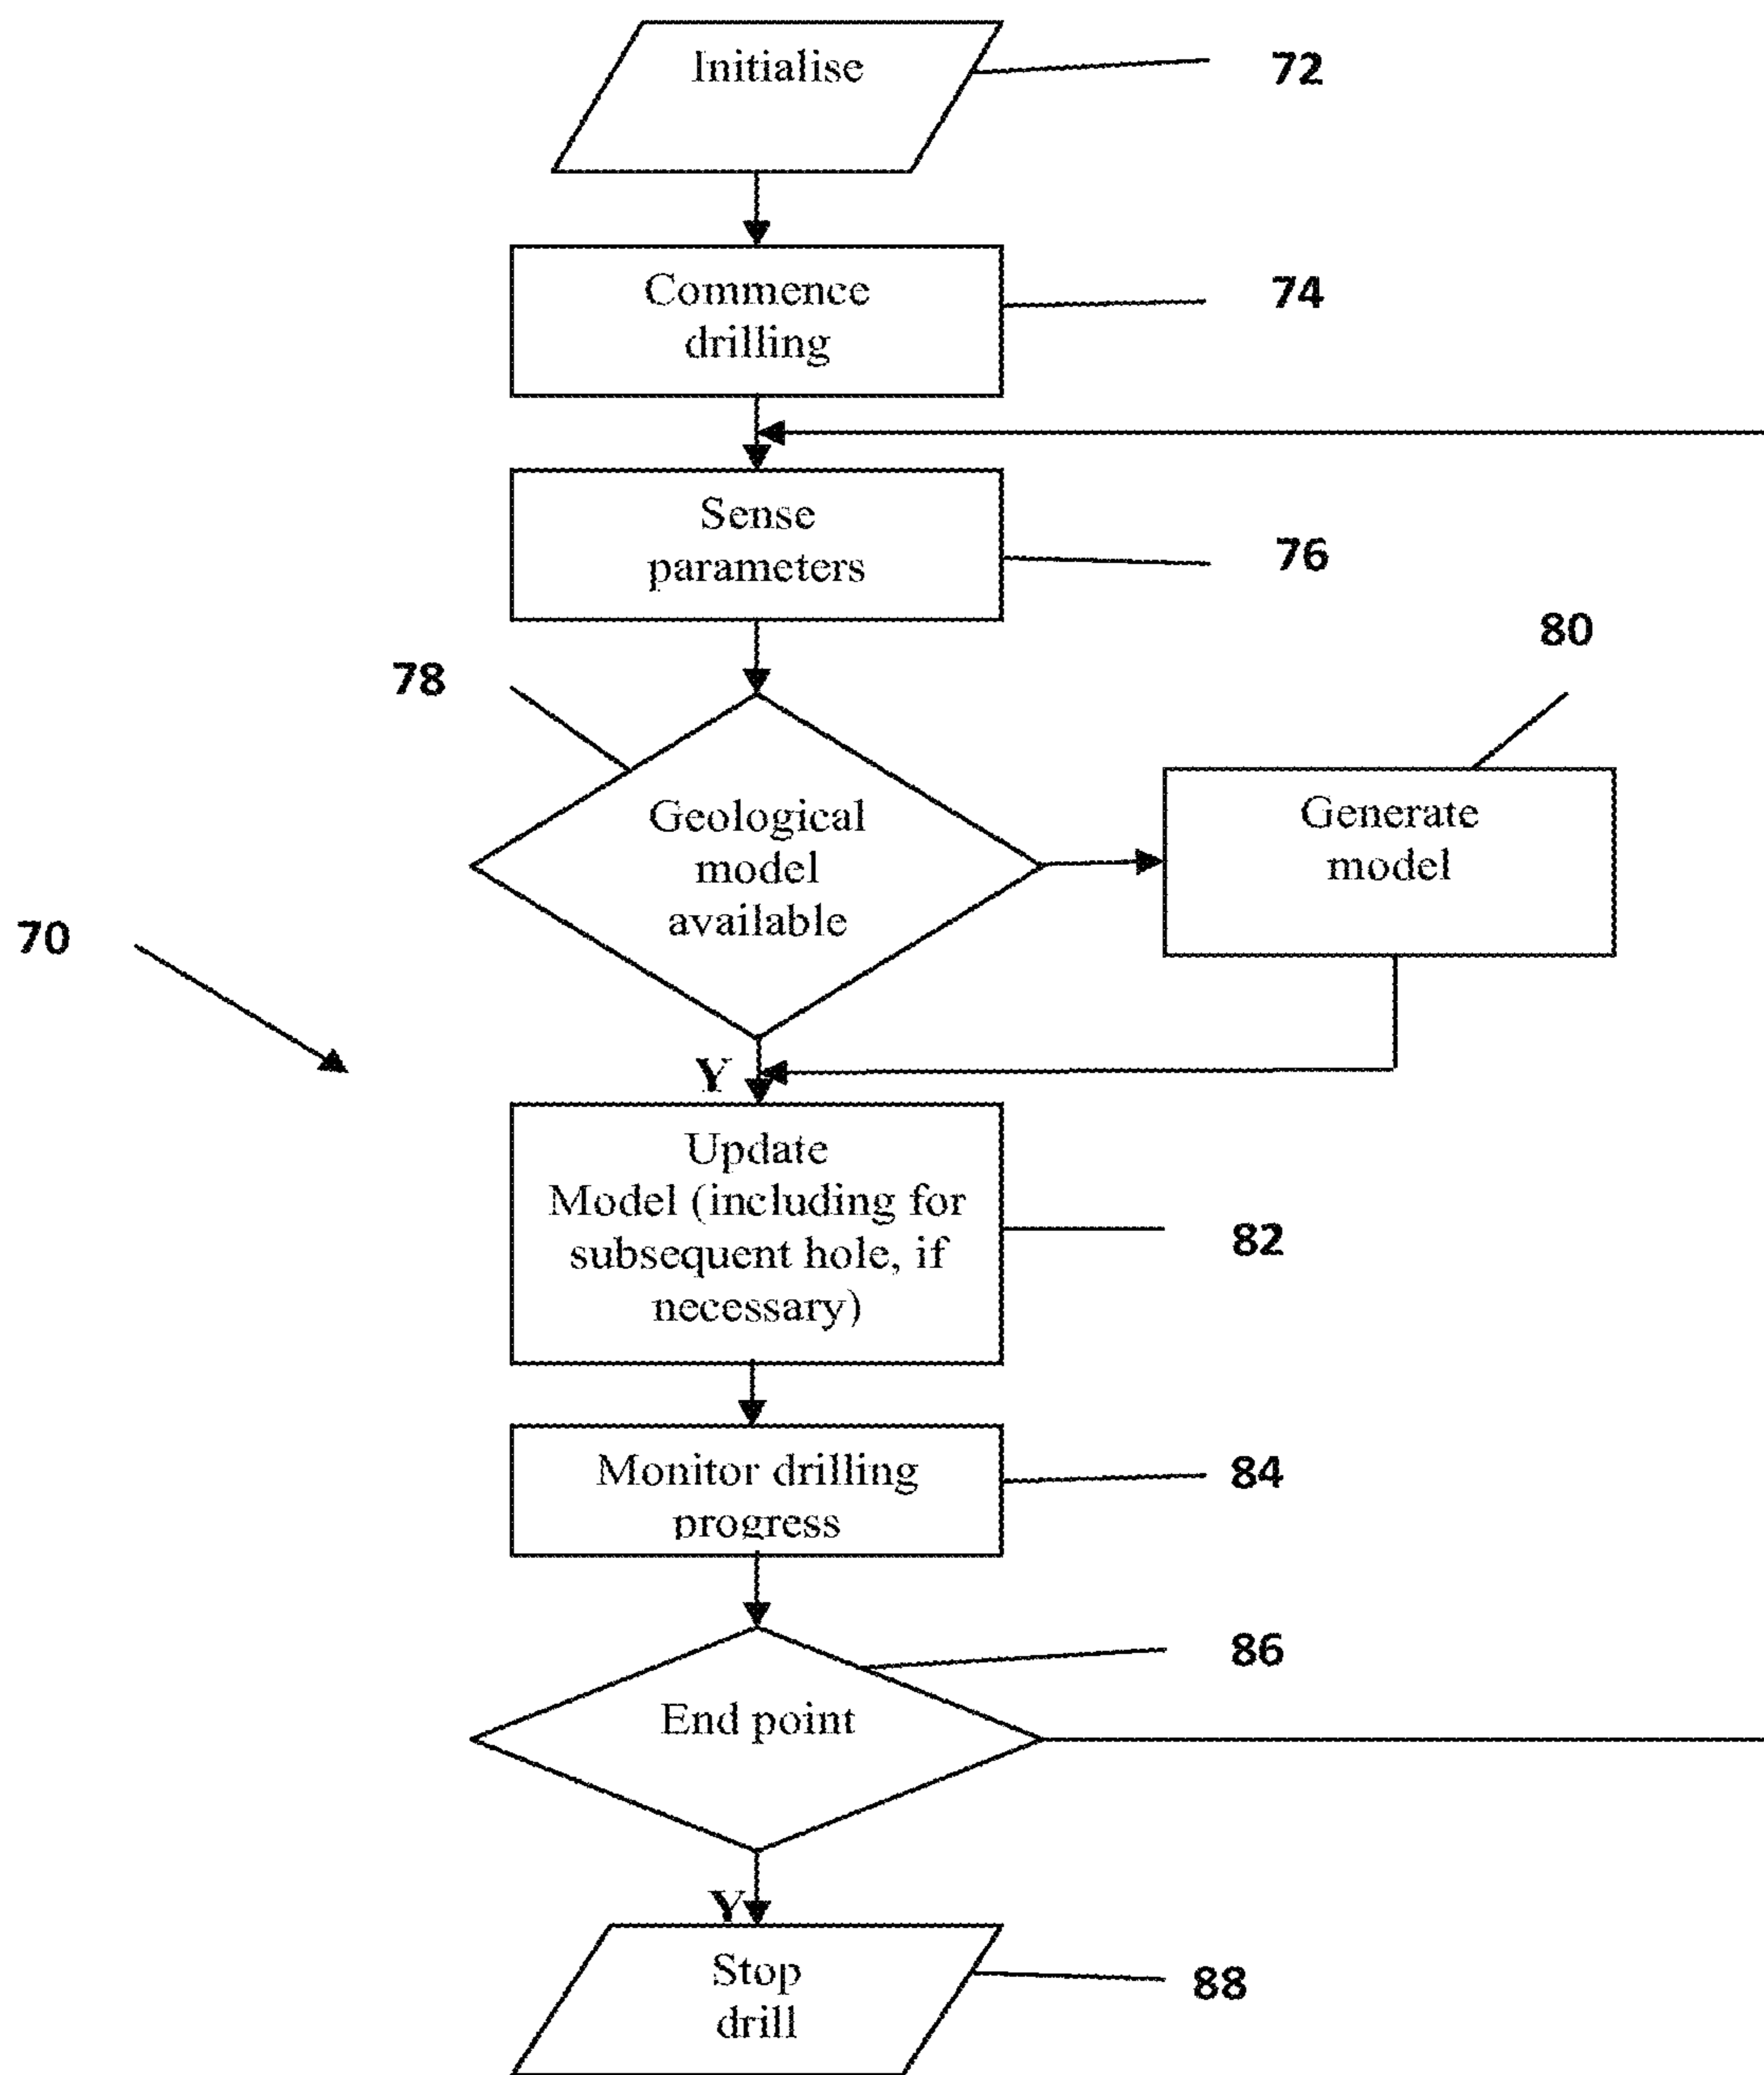 Initialise
72
Commence
drilling
74
Sense
parameters
76
78
80
Geological
model
available
Generate
model
70
Y
Update
Model (including for
subsequent hole, if
necessary)
82
Monitor drilling
progress
84
86
End point
Y
Stop
drill
88